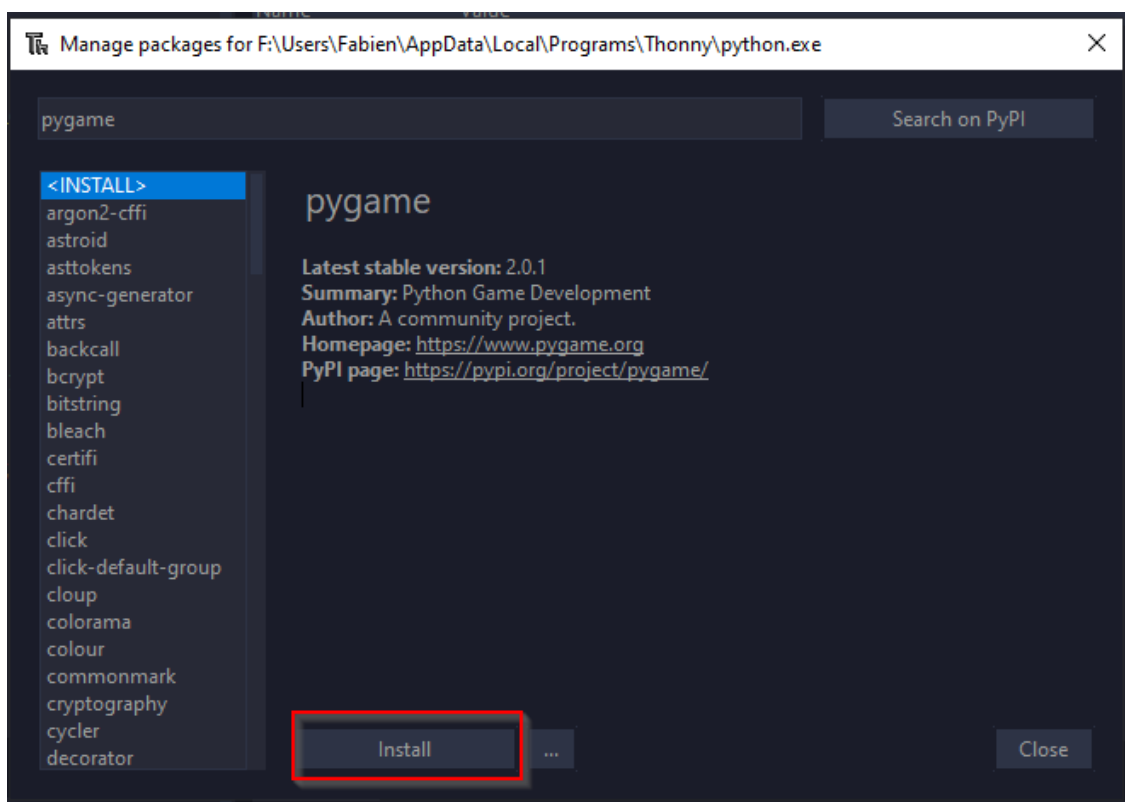 Name Value
Manage packages for F:\Users\Fabien\AppData\Local\Programs\Thonny\python.exe
pygame
Search on PyPI
<INSTALL>
argon2-cffi
astroid
asttokens
async-generator
attrs
backcall
bcrypt
bitstring
bleach
certifi
cffi
chardet
click
click-default-group
cloup
colorama
colour
commonmark
cryptography
cycler
decorator
pygame
Latest stable version: 2.0.1
Summary: Python Game Development
Author: A community project.
Homepage: https://www.pygame.org
PyPI page: https://pypi.org/project/pygame/
Install
...
Close